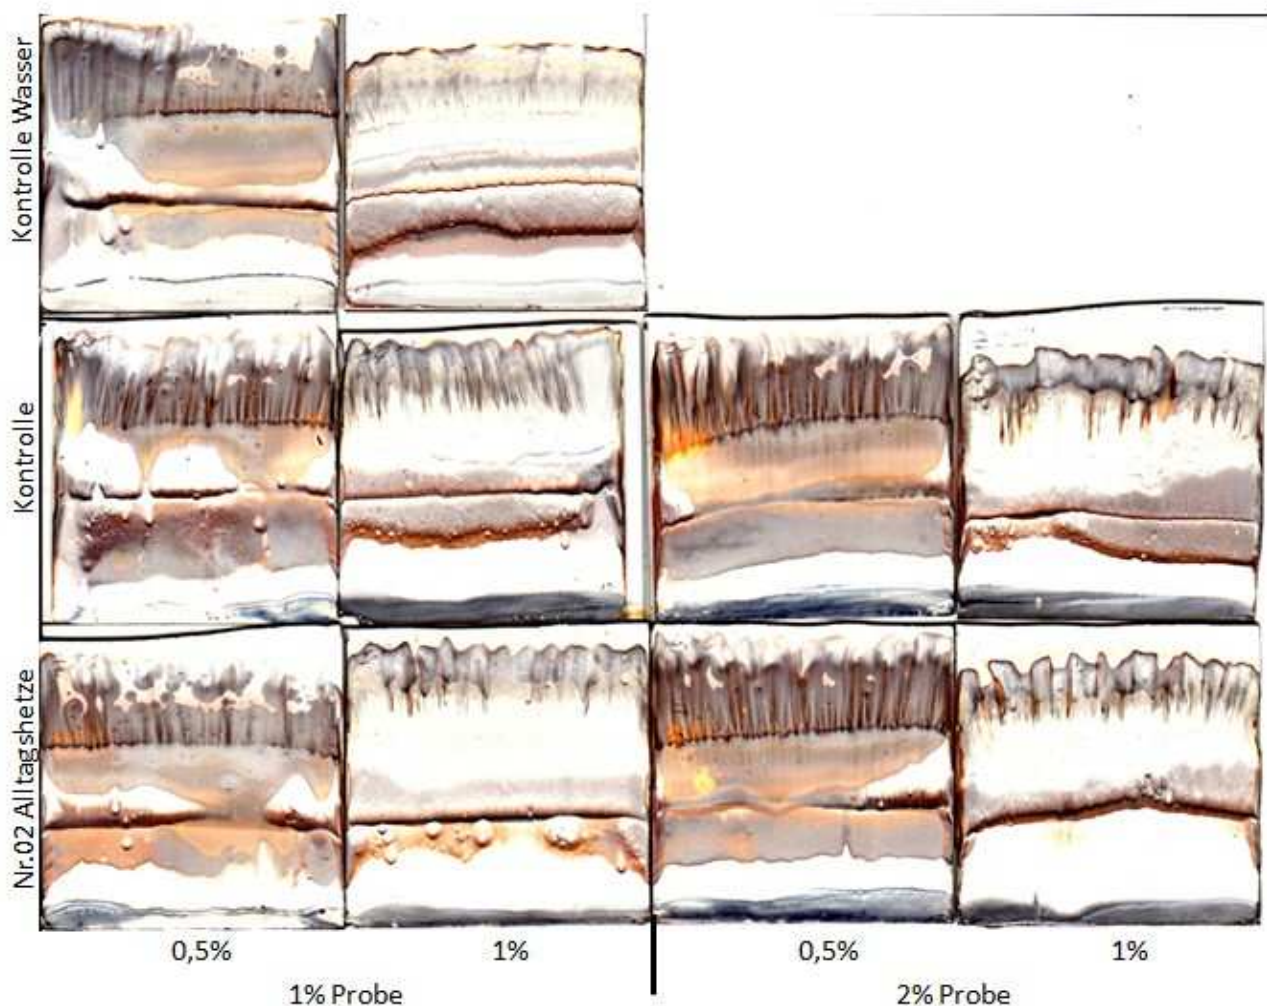 Kontrolle Wasser
Kontrolle
Nr.02 Alltagshetze
0,5%
1%
0,5%
1%
1% Probe
2% Probe